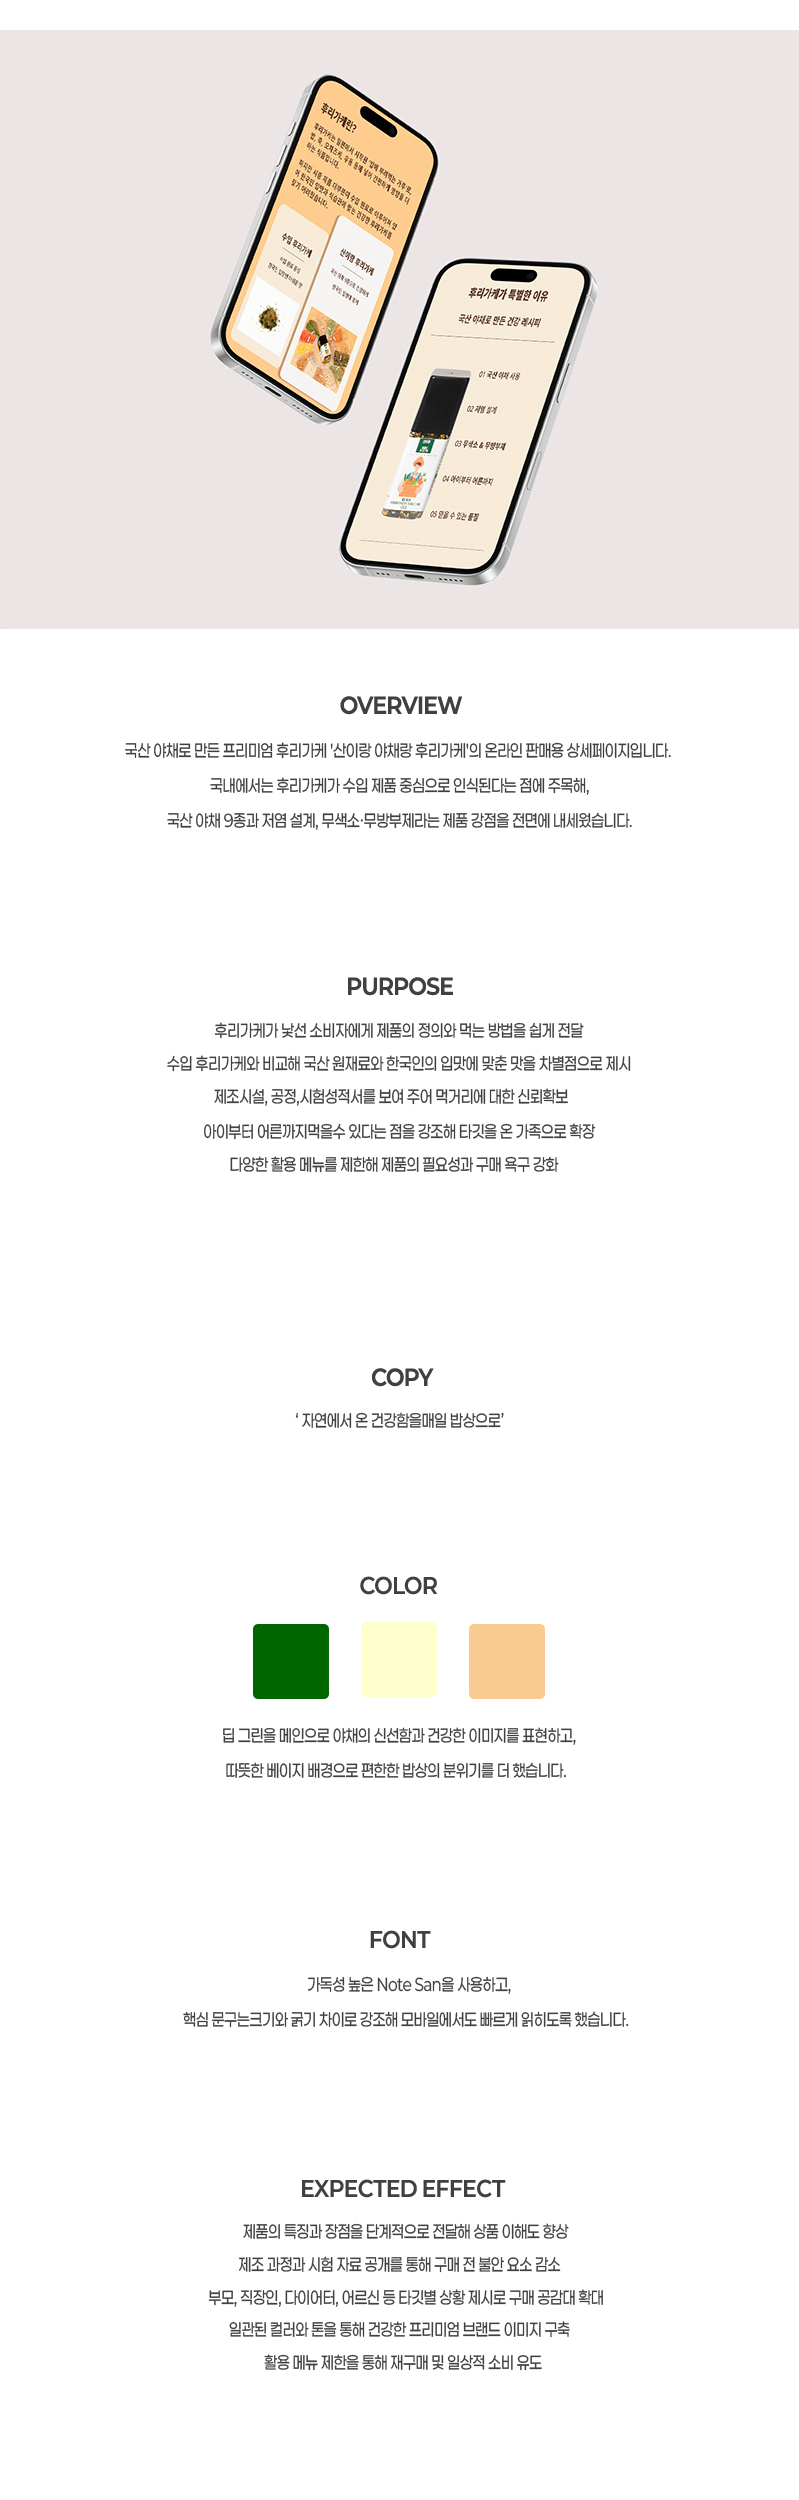 후리가케란?
수입 후리가케
산이랑 후리가케
후리가케가 특별한 이유
국산 야채로 만든 건강 레시피
01 국산 야채 사용
02 저염 설계
03 무색소 & 무방부제
04 아이부터 어른까지
05 믿을 수 있는 품질
OVERVIEW
국산 야채로 만든 프리미엄 후리가케 '산이랑 야채랑 후리가케'의 온라인 판매용 상세페이지입니다.
국내에서는 후리가케가 수입 제품 중심으로 인식된다는 점에 주목해,
국산 야채 9종과 저염 설계, 무색소·무방부제라는 제품 강점을 전면에 내세웠습니다.
PURPOSE
후리가케가 낯선 소비자에게 제품의 정의와 먹는 방법을 쉽게 전달
수입 후리가케와 비교해 국산 원재료와 한국인의 입맛에 맞춘 맛을 차별점으로 제시
제조시설, 공정,시험성적서를 보여 주어 먹거리에 대한 신뢰확보
아이부터 어른까지먹을수 있다는 점을 강조해 타깃을 온 가족으로 확장
다양한 활용 메뉴를 제한해 제품의 필요성과 구매 욕구 강화
COPY
‘ 자연에서 온 건강함을매일 밥상으로’
COLOR
딥 그린을 메인으로 야채의 신선함과 건강한 이미지를 표현하고,
따뜻한 베이지 배경으로 편한한 밥상의 분위기를 더 했습니다.
FONT
가독성 높은 Note San을 사용하고,
핵심 문구는크기와 굵기 차이로 강조해 모바일에서도 빠르게 읽히도록 했습니다.
EXPECTED EFFECT
제품의 특징과 장점을 단계적으로 전달해 상품 이해도 향상
제조 과정과 시험 자료 공개를 통해 구매 전 불안 요소 감소
부모, 직장인, 다이어터, 어르신 등 타깃별 상황 제시로 구매 공감대 확대
일관된 컬러와 톤을 통해 건강한 프리미엄 브랜드 이미지 구축
활용 메뉴 제한을 통해 재구매 및 일상적 소비 유도